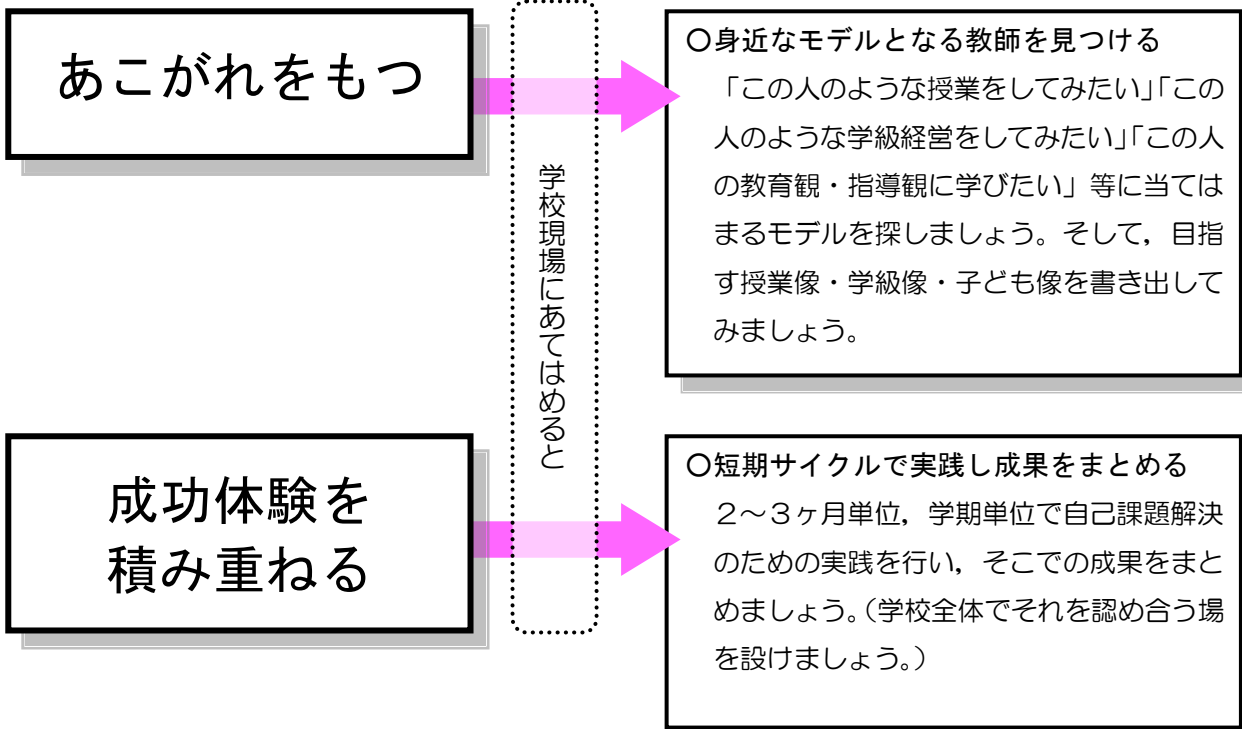 あこがれをもつ
学校現場にあてはめると
〇身近なモデルとなる教師を見つける
「この人のような授業をしてみたい」「この
人のような学級経営をしてみたい」「この人
の教育観・指導観に学びたい」等に当ては
まるモデルを探しましょう。そして，目指
す授業像・学級像・子ども像を書き出して
みましょう。
成功体験を
積み重ねる
〇短期サイクルで実践し成果をまとめる
２～３ヶ月単位，学期単位で自己課題解決
のための実践を行い，そこでの成果をまと
めましょう。（学校全体でそれを認め合う場
を設けましょう。）